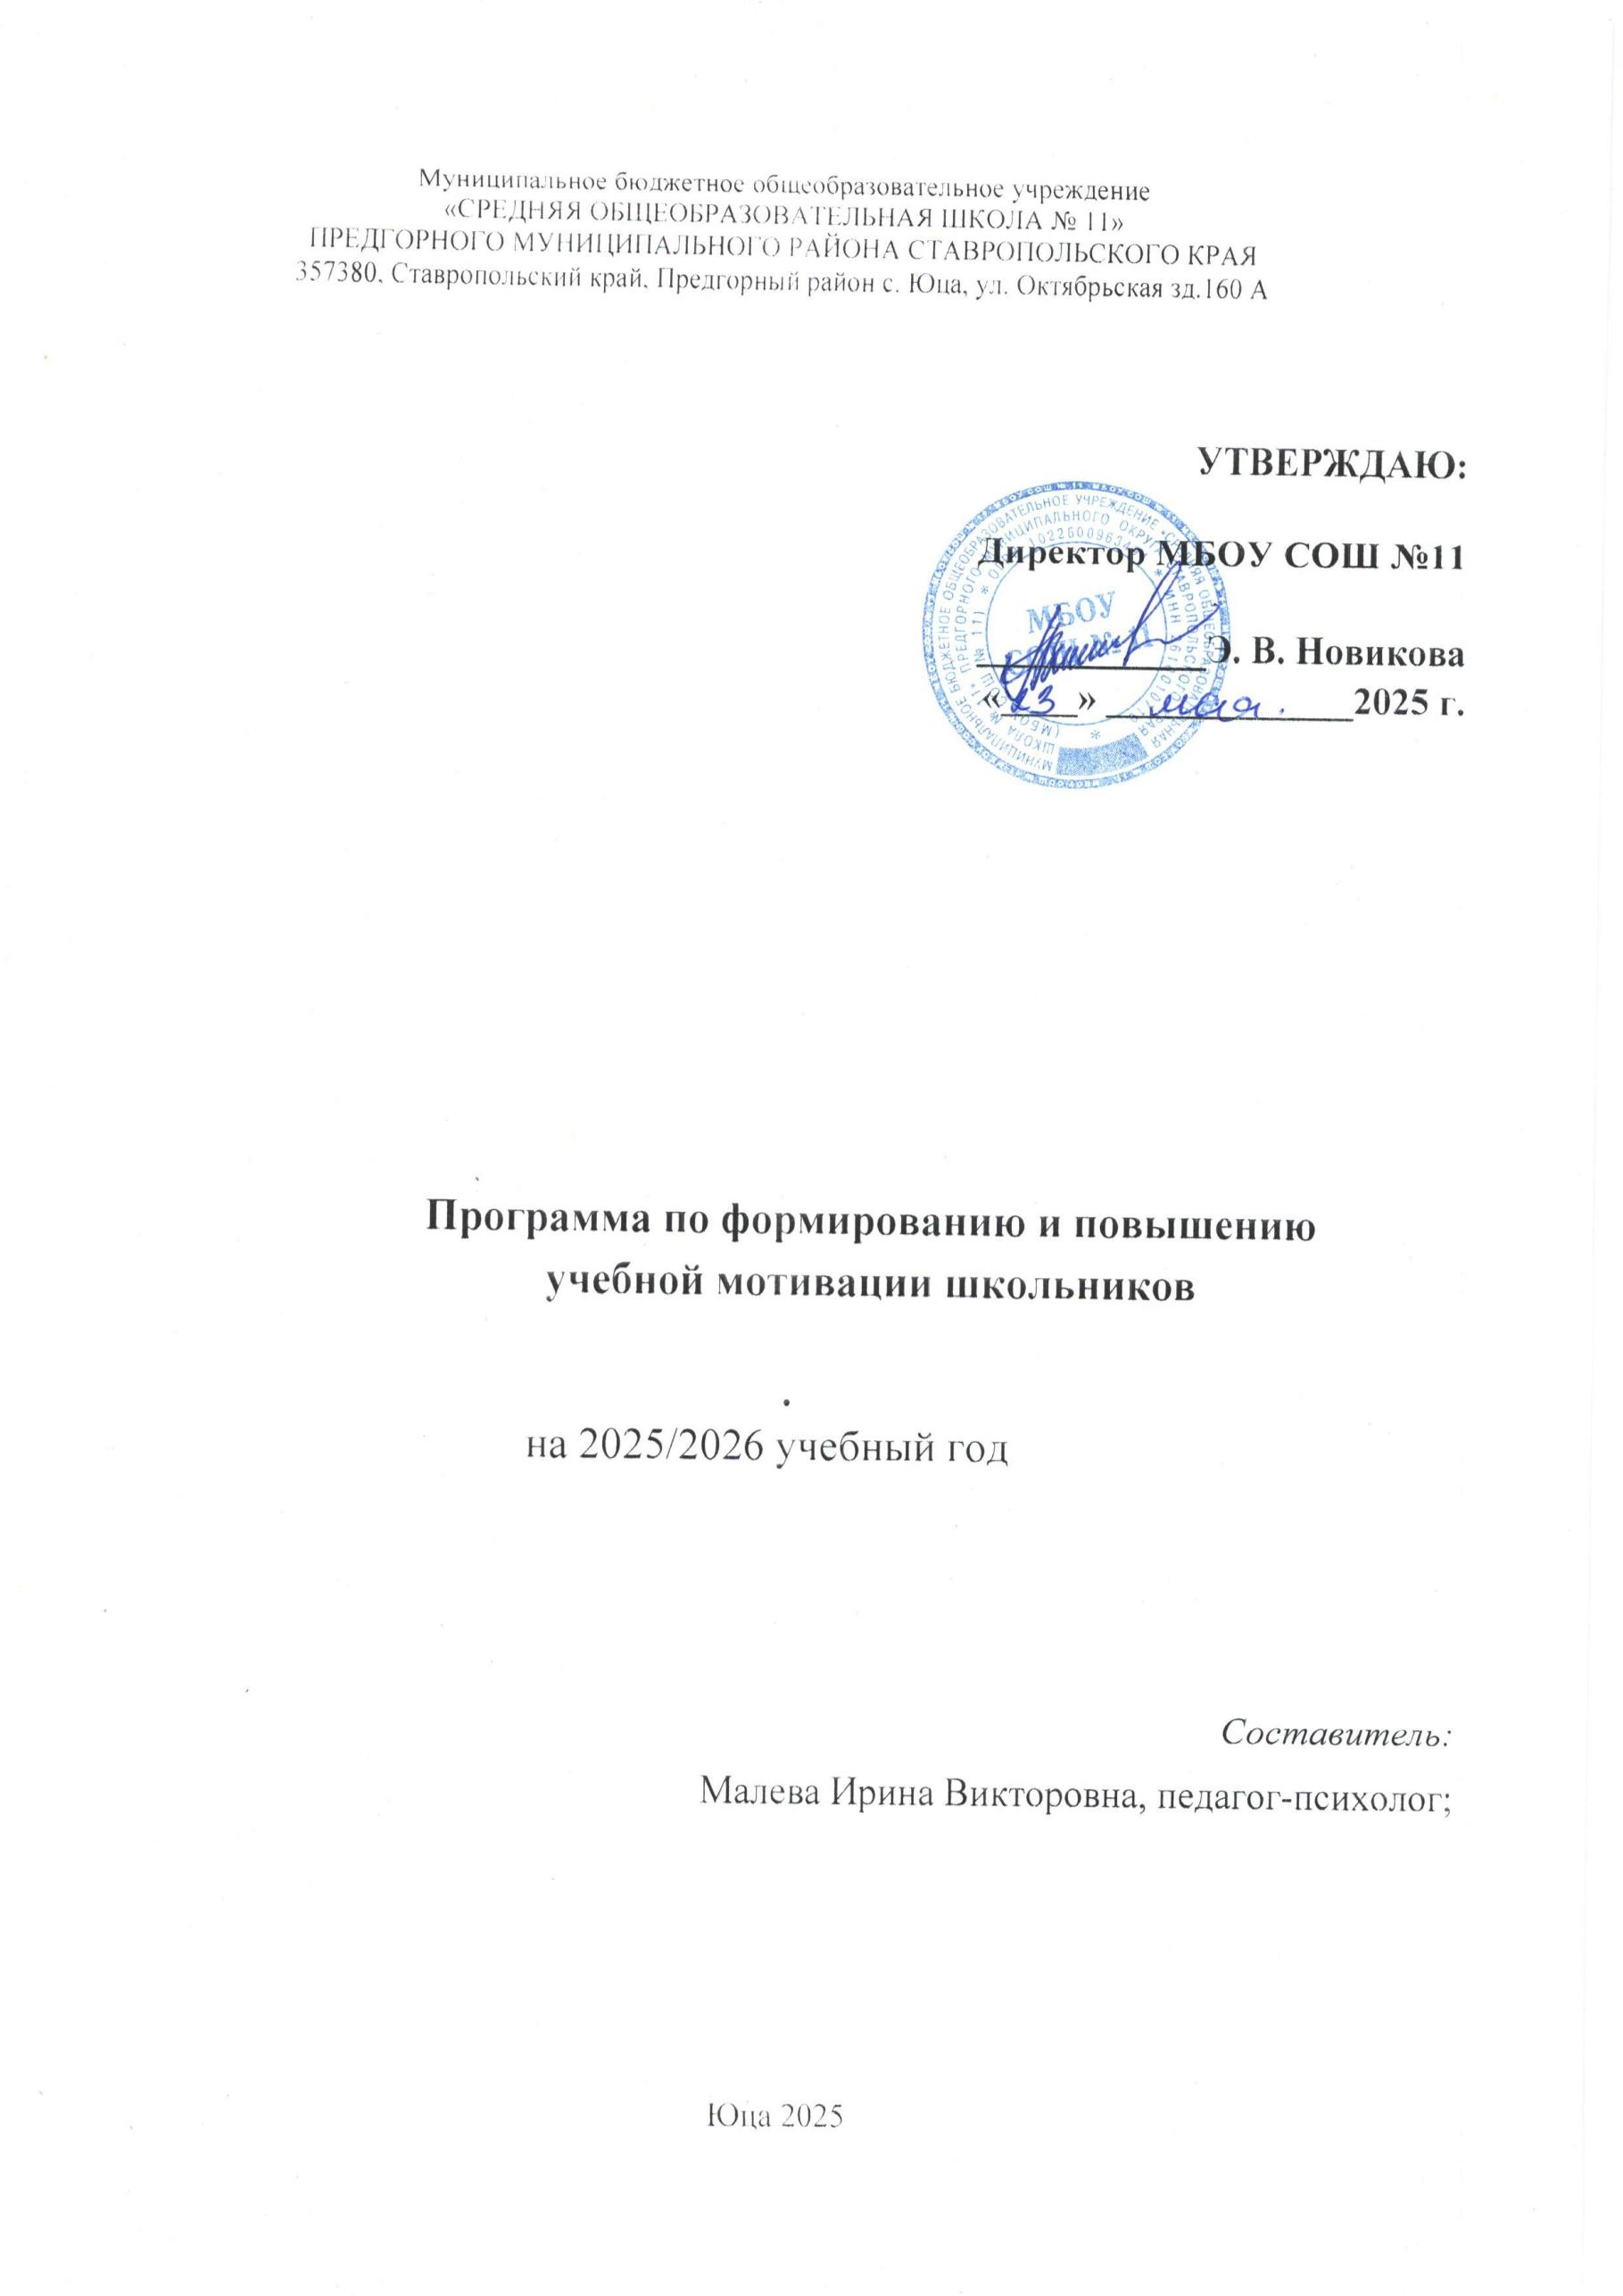 Муниципальное бюджетное общеобразовательное учреждение
«СРЕДНЯЯ ОБЩЕОБРАЗОВАТЕЛЬНАЯ ШКОЛА № 11»
ПРЕДГОРНОГО МУНИЦИПАЛЬНОГО РАЙОНА СТАВРОПОЛЬСКОГО КРАЯ
357380, Ставропольский край, Предгорный район с. Юца, ул. Октябрьская зд.160 А
УТВЕРЖДАЮ:
Директор МБОУ СОШ №11
МБОУ
Э. В. Новикова
«23» мая. 2025 г.
Программа по формированию и повышению
учебной мотивации школьников
.
на 2025/2026 учебный год
Составитель:
Малева Ирина Викторовна, педагог-психолог;
Юца 2025